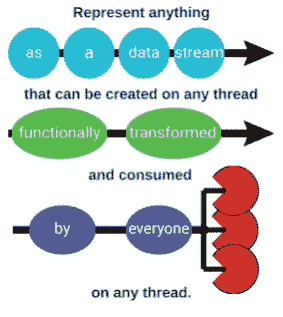 Represent anything
as a data stream
that can be created on any thread
functionally transformed
and consumed
by everyone
on any thread.